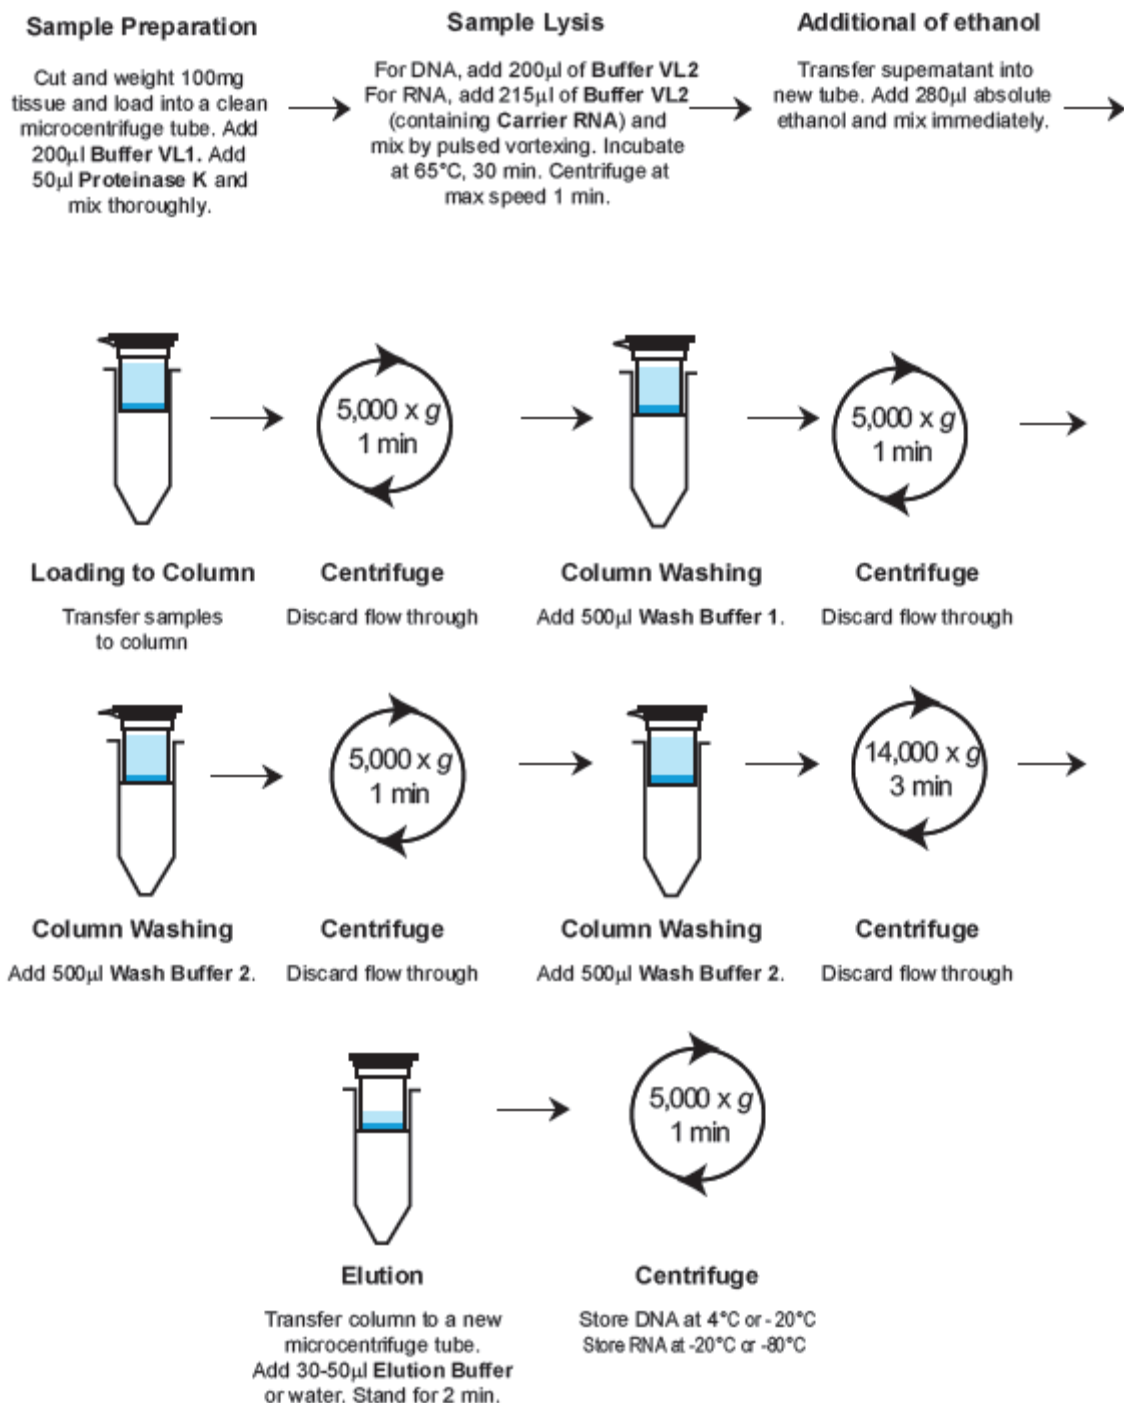 Sample Preparation
Cut and weight 100mg
tissue and load into a clean
microcentrifuge tube. Add
200µl Buffer VL1. Add
50µl Proteinase K and
mix thoroughly.
Sample Lysis
For DNA, add 200µl of Buffer VL2
For RNA, add 215µl of Buffer VL2
(containing Carrier RNA) and
mix by pulsed vortexing. Incubate
at 65°C, 30 min. Centrifuge at
max speed 1 min.
Additional of ethanol
Transfer supernatant into
new tube. Add 280µl absolute
ethanol and mix immediately.
5,000 x g
1 min
5,000 x g
1 min
Loading to Column
Transfer samples
to column
Centrifuge
Discard flow through
Column Washing
Add 500µl Wash Buffer 1.
Centrifuge
Discard flow through
5,000 x g
1 min
14,000 x g
3 min
Column Washing
Add 500µl Wash Buffer 2.
Centrifuge
Discard flow through
Column Washing
Add 500µl Wash Buffer 2.
Centrifuge
Discard flow through
5,000 x g
1 min
Elution
Transfer column to a new
microcentrifuge tube.
Add 30-50µl Elution Buffer
or water. Stand for 2 min.
Centrifuge
Store DNA at 4°C or -20°C
Store RNA at -20°C or -80°C